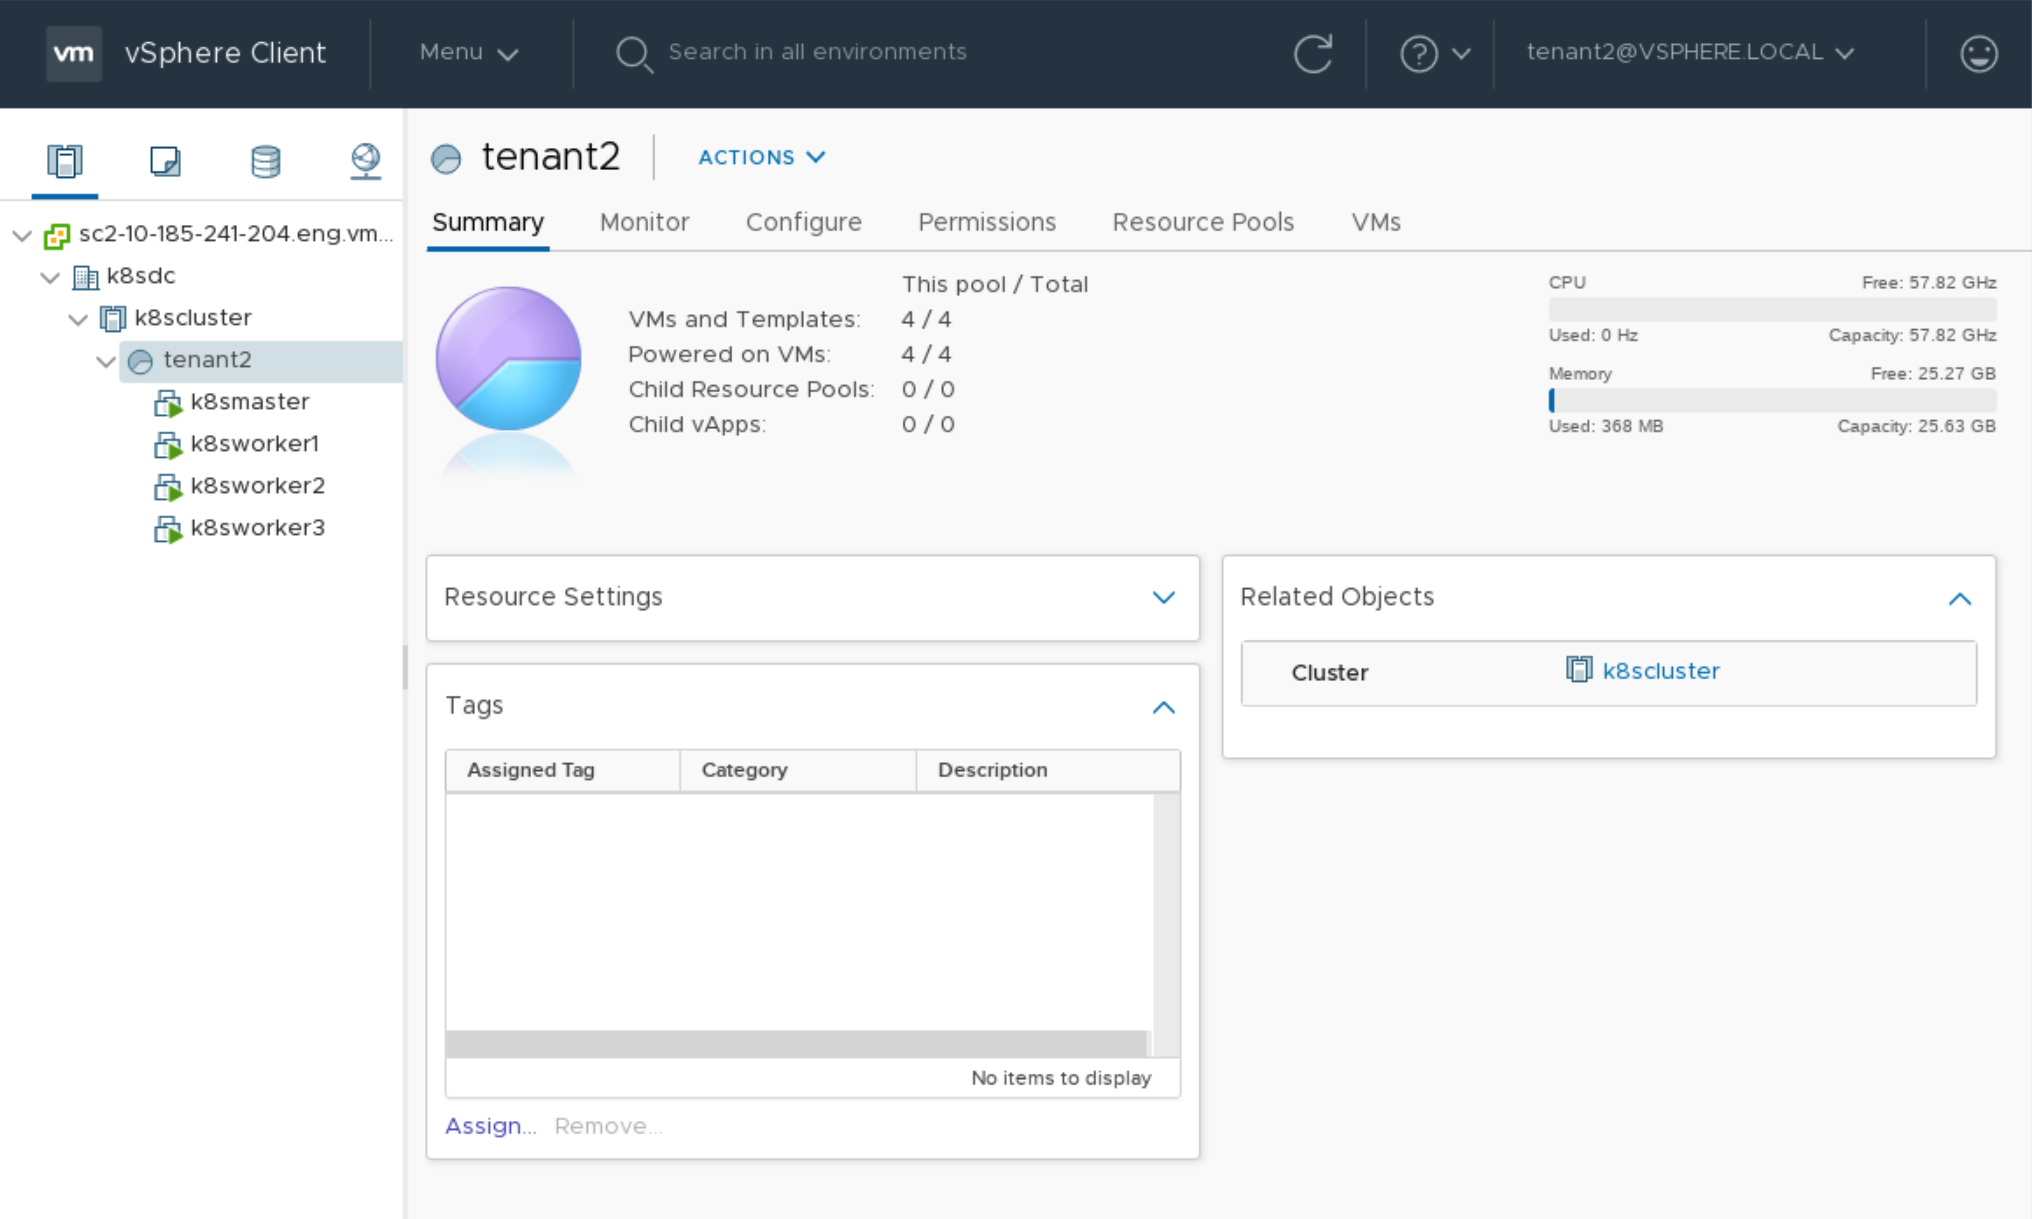 vm vSphere Client Menu Search in all environments ? tenant2@VSPHERE.LOCAL
sc2-10-185-241-204.eng.vm...
k8sdc
k8scluster
tenant2
k8smaster
k8sworker1
k8sworker2
k8sworker3
tenant2 ACTIONS
Summary Monitor Configure Permissions Resource Pools VMs
This pool / Total
VMs and Templates: 4 / 4
Powered on VMs: 4 / 4
Child Resource Pools: 0 / 0
Child vApps: 0 / 0
CPU Free: 57.82 GHz
Used: 0 Hz Capacity: 57.82 GHz
Memory Free: 25.27 GB
Used: 368 MB Capacity: 25.63 GB
Resource Settings
Tags
Assigned Tag Category Description
No items to display
Assign... Remove...
Related Objects
Cluster k8scluster